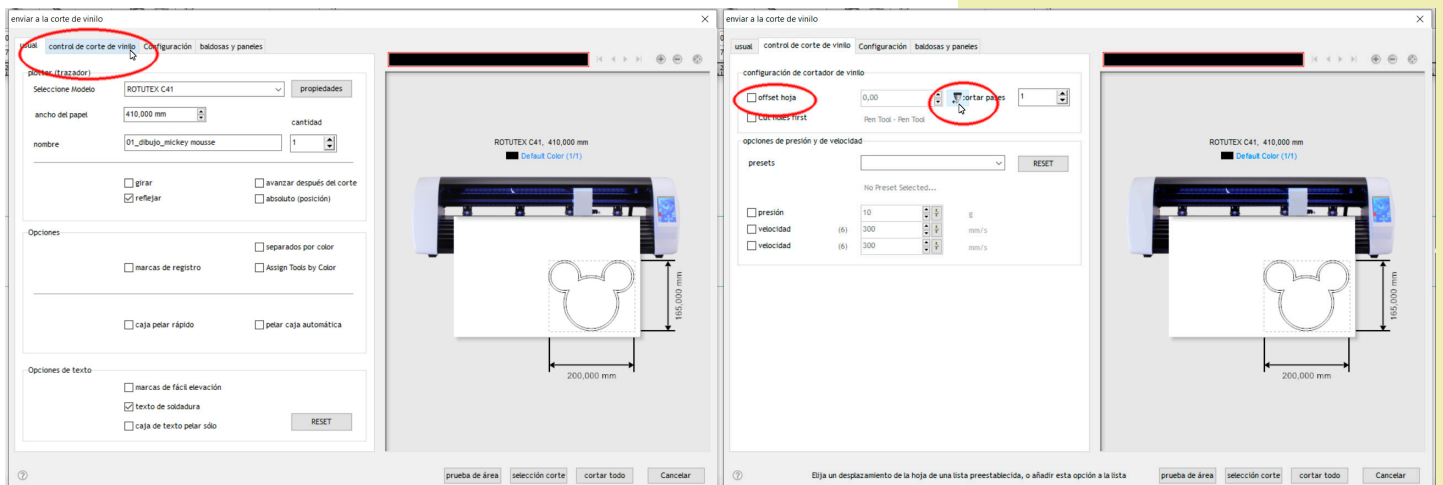 enviar a la corte de vinilo
usual control de corte de vinilo Configuración baldosas y paneles
plotter (trazador)
Seleccione Modelo ROTUTEX C41 propiedades
ancho del papel 410,000 mm
cantidad
nombre 01_dibujo_mickey mousse 1
girar avanzar después del corte
reflejar absoluto (posición)
Opciones
separados por color
marcas de registro Assign Tools by Color
caja pelar rápido pelar caja automática
Opciones de texto
marcas de fácil elevación
texto de soldadura
caja de texto pelar sólo RESET
ROTUTEX C41, 410,000 mm
Default Color (1/1)
165,000 mm
200,000 mm
prueba de área selección corte cortar todo Cancelar
enviar a la corte de vinilo
usual control de corte de vinilo Configuración baldosas y paneles
configuración de cortador de vinilo
offset hoja 0,00 cortar pases 1
Cut holes first Pen Tool - Pen Tool
opciones de presión y de velocidad
presets RESET
No Preset Selected...
presión 10 g
velocidad (6) 300 mm/s
velocidad (6) 300 mm/s
ROTUTEX C41, 410,000 mm
Default Color (1/1)
165,000 mm
200,000 mm
Elija un desplazamiento de la hoja de una lista preestablecida, o añadir esta opción a la lista
prueba de área selección corte cortar todo Cancelar